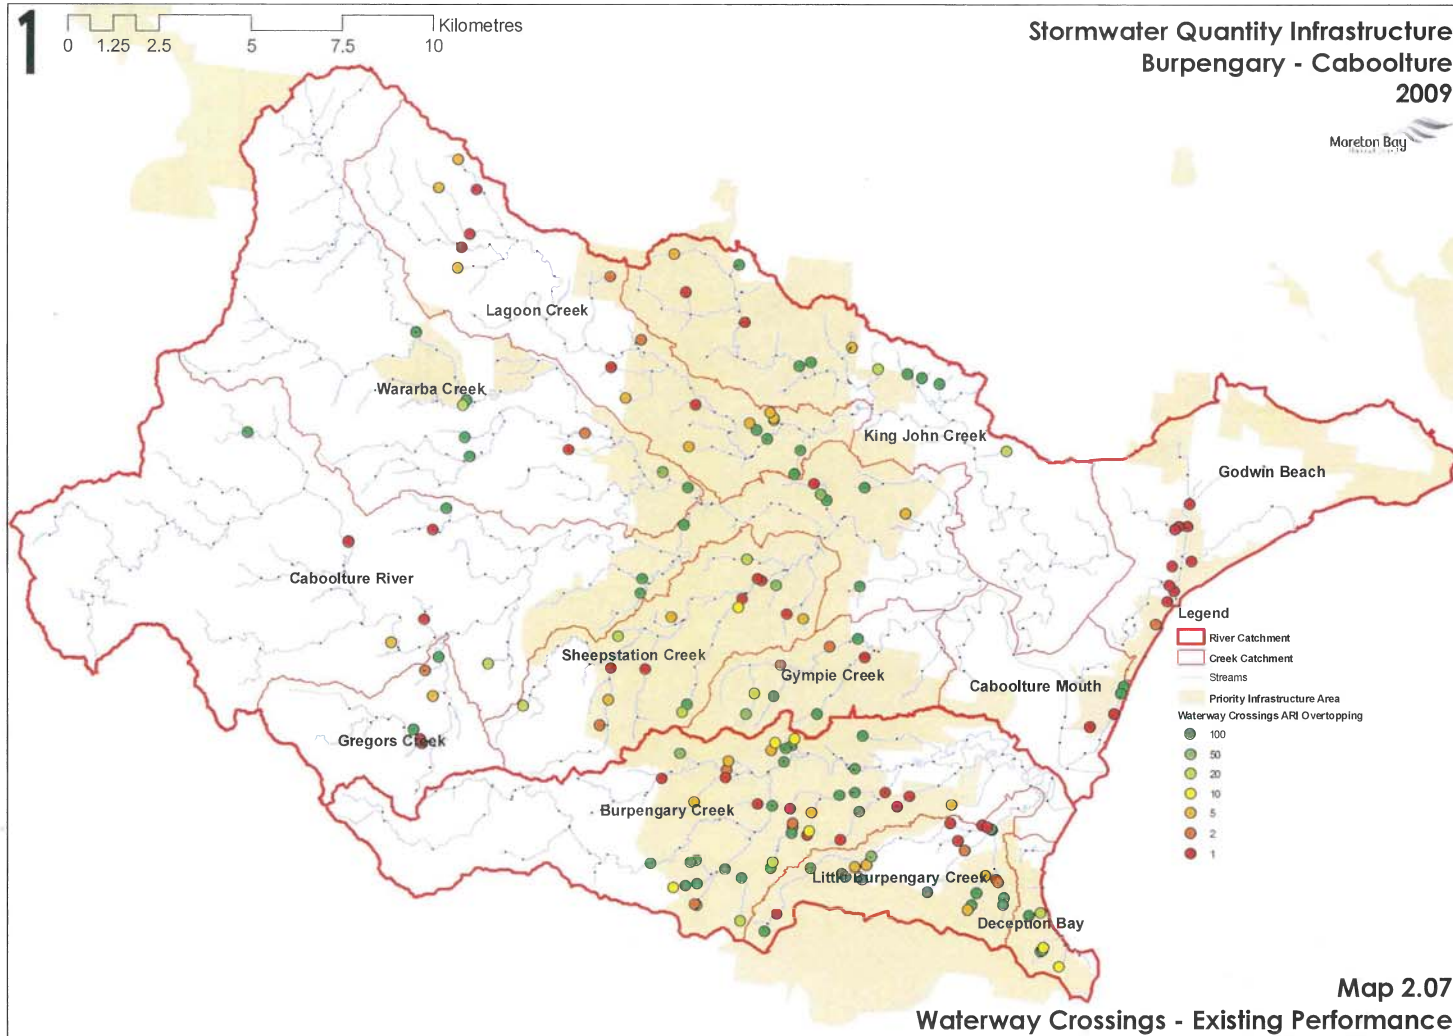 1
Kilometres
0 1.25 2.5 5 7.5 10
Stormwater Quantity Infrastructure
Burpengary - Caboolture
2009
Moreton Bay
Lagoon Creek
Wararba Creek
King John Creek
Godwin Beach
Caboolture River
Sheepstation Creek
Gympie Creek
Caboolture Mouth
Gregors Creek
Burpengary Creek
Little Burpengary Creek
Deception Bay
Legend
River Catchment
Creek Catchment
Streams
Priority Infrastructure Area
Waterway Crossings ARI Overtopping
100
50
20
10
5
2
1
Map 2.07
Waterway Crossings - Existing Performance